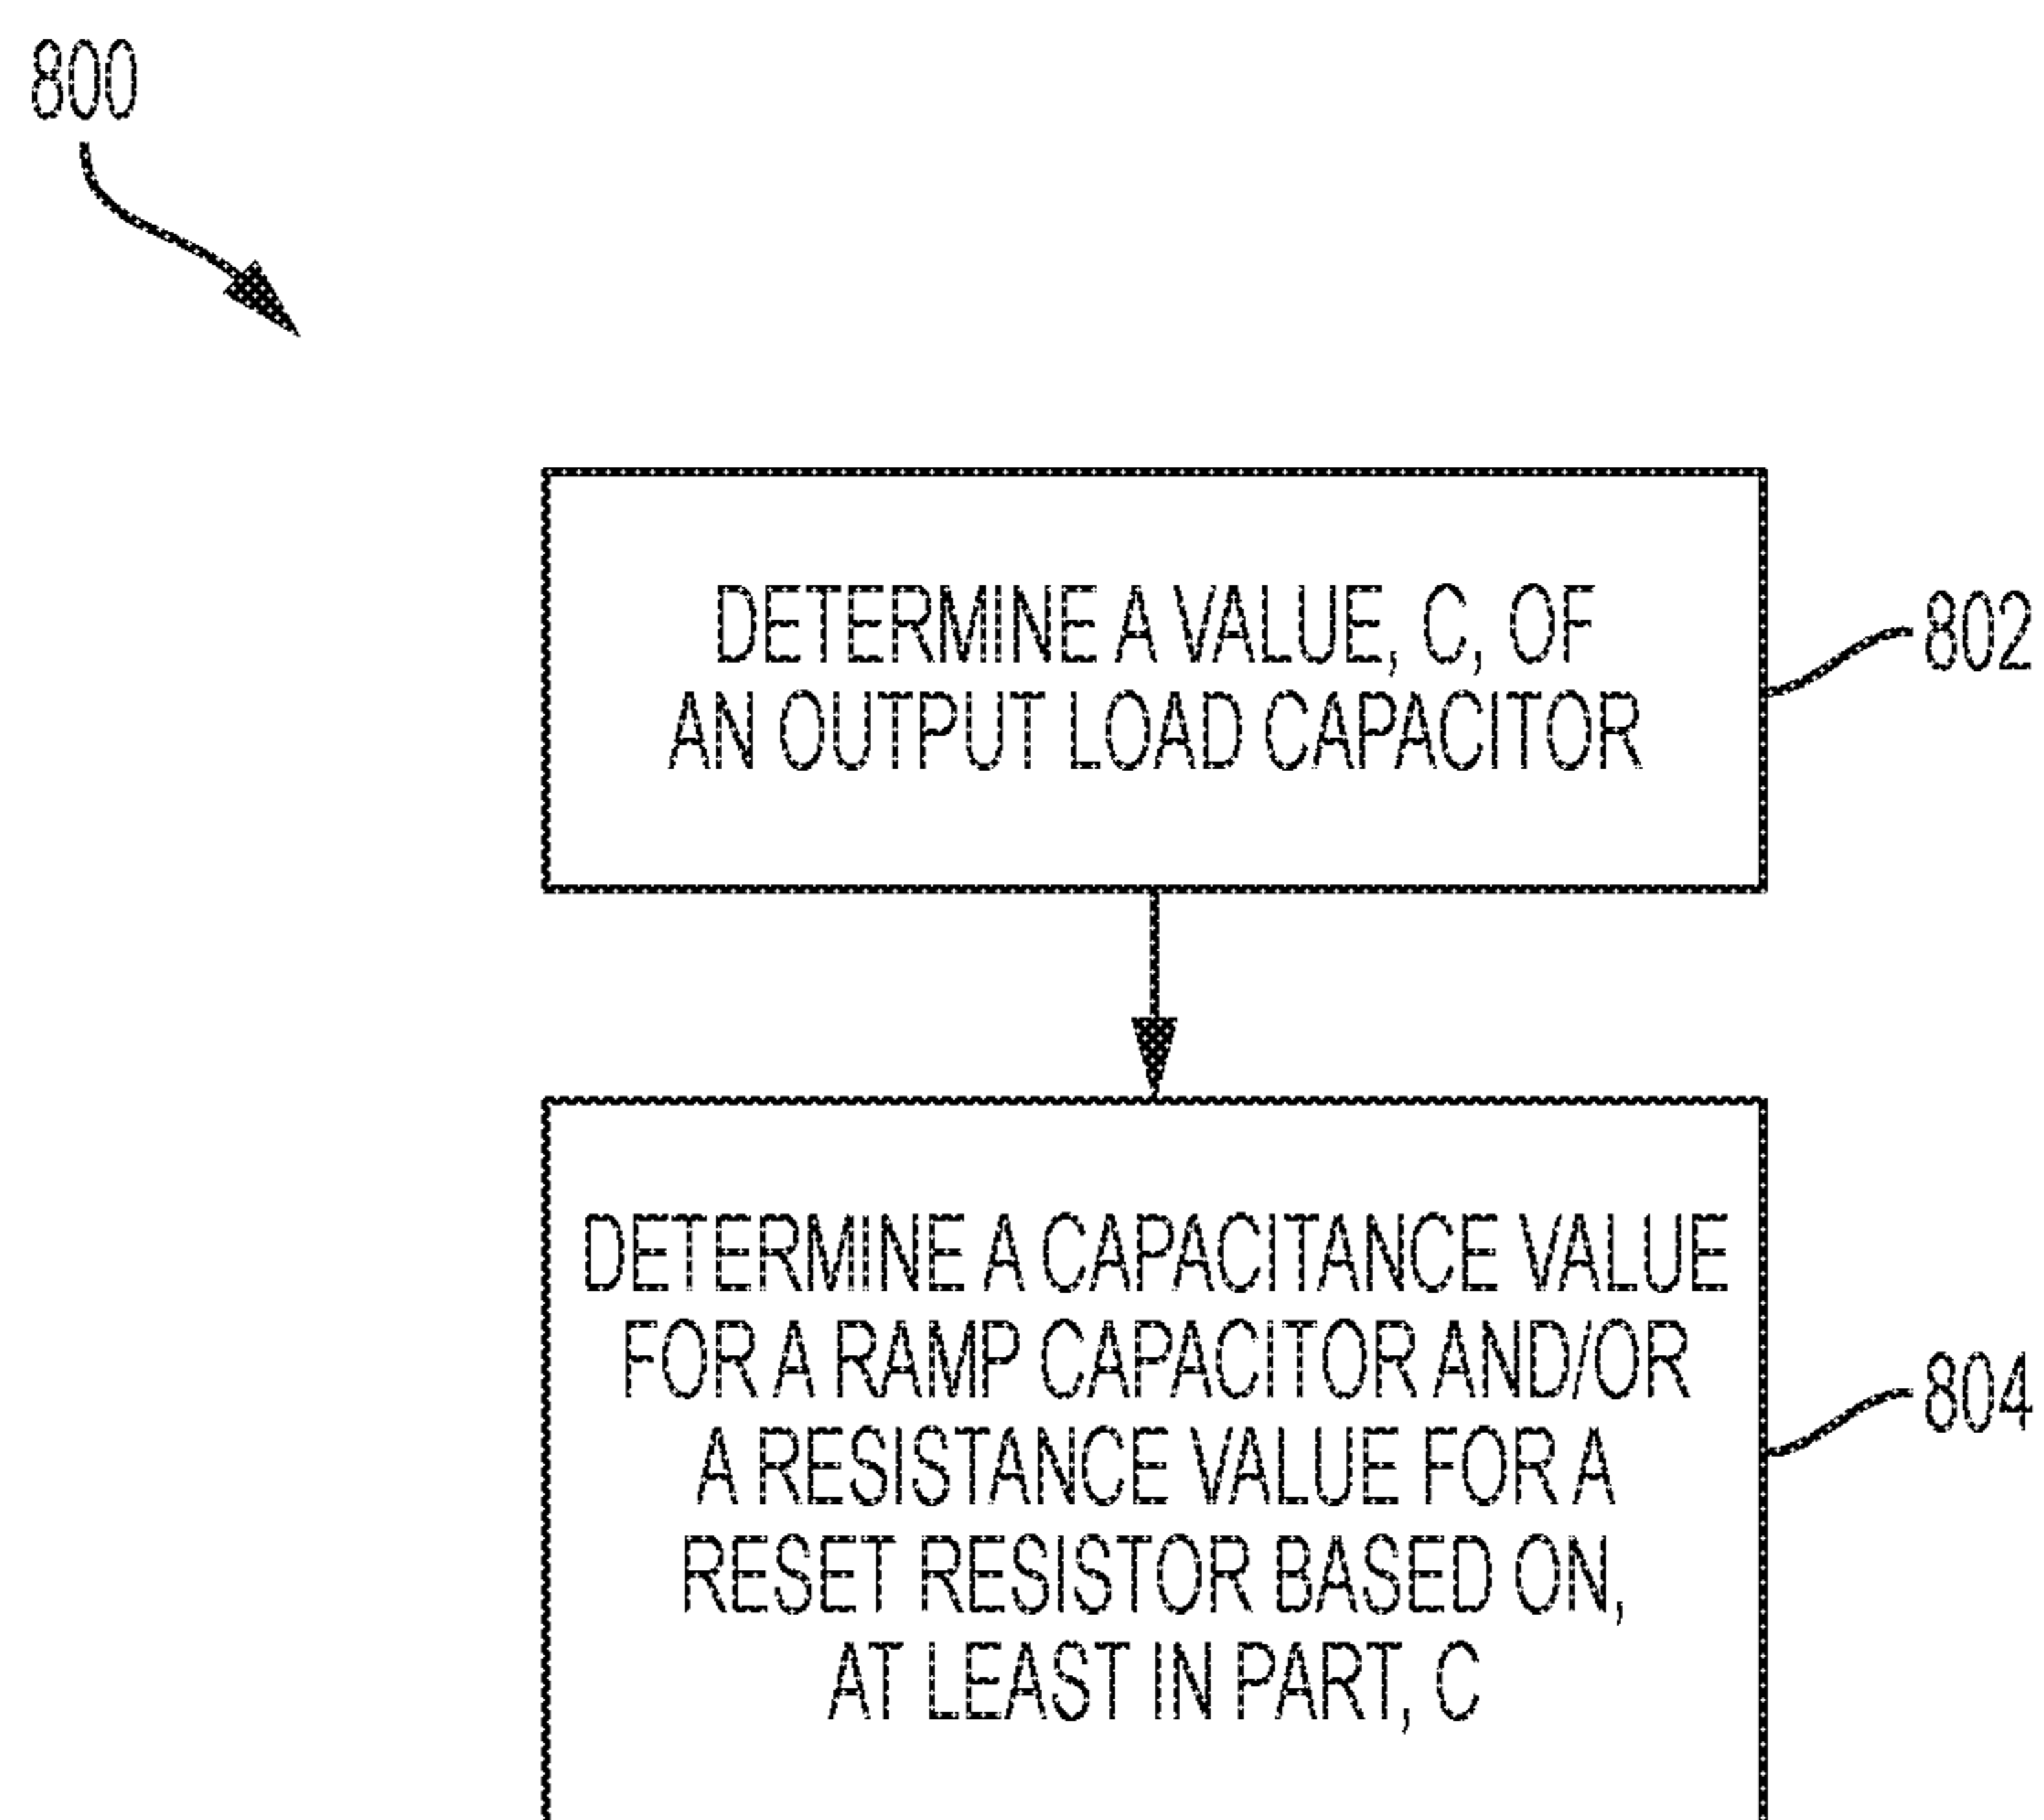 800
DETERMINE A VALUE, C, OF
AN OUTPUT LOAD CAPACITOR
802
DETERMINE A CAPACITANCE VALUE
FOR A RAMP CAPACITOR AND/OR
A RESISTANCE VALUE FOR A
RESET RESISTOR BASED ON,
AT LEAST IN PART, C
804